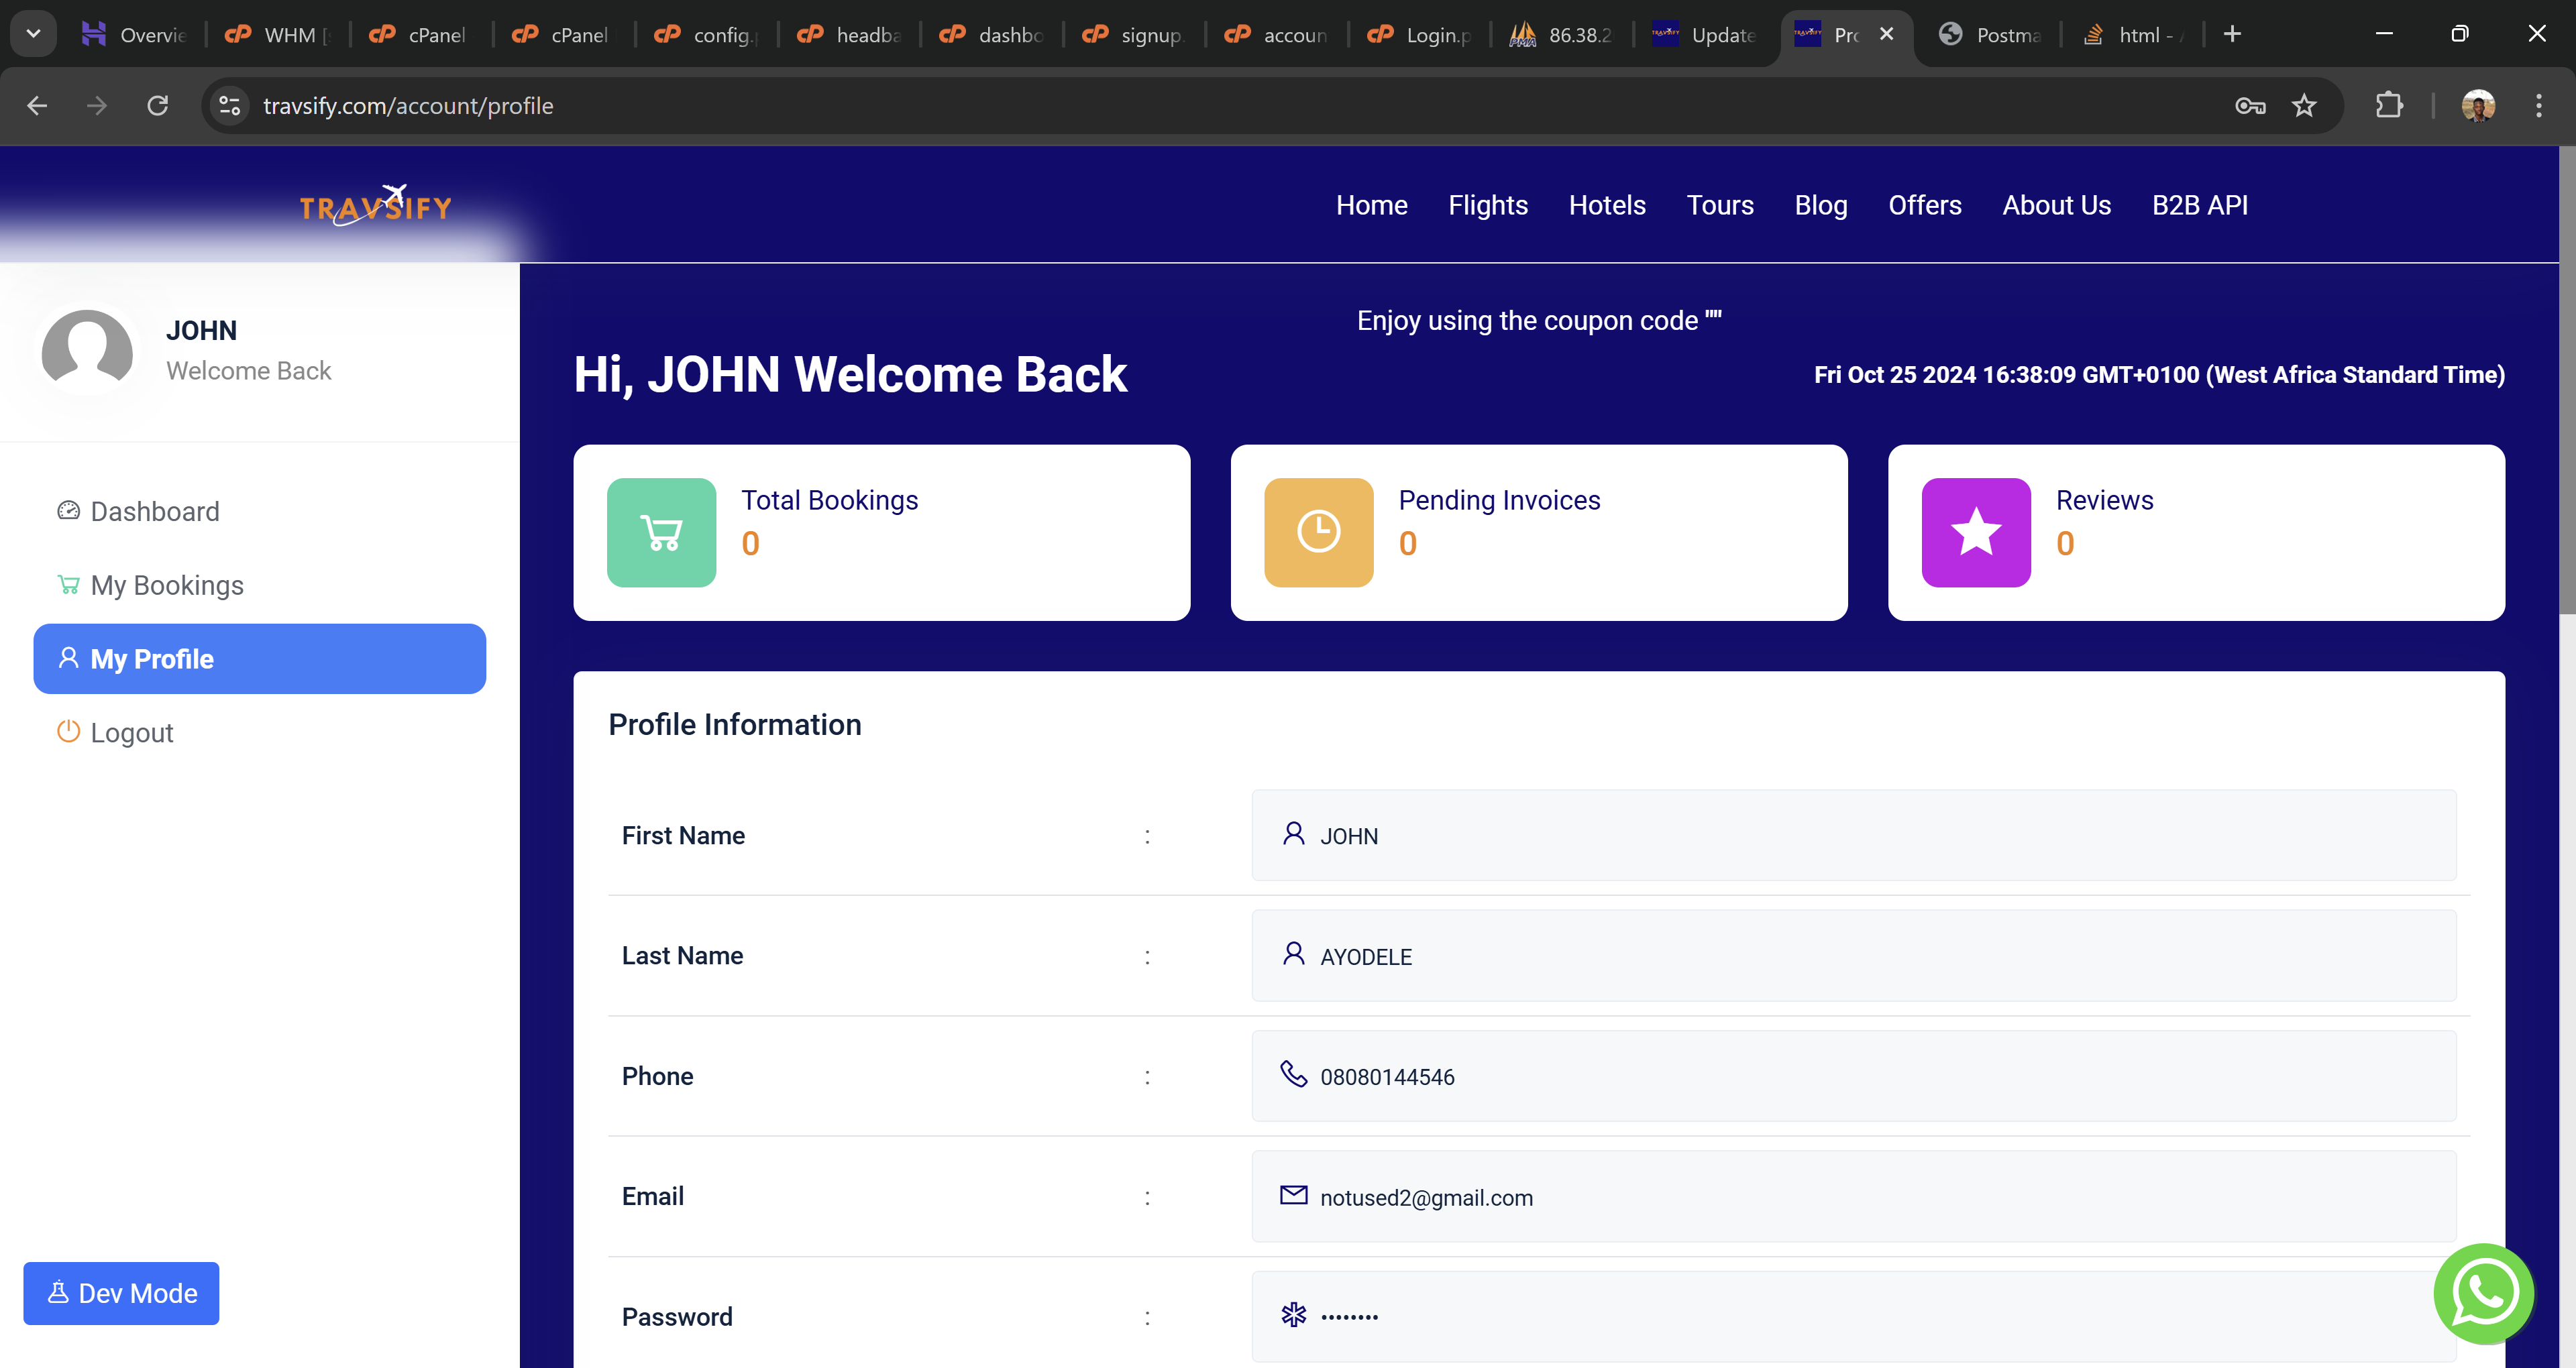 Overvie
WHM [
cPanel
cPanel
config.p
headba
dashbo
signup.
accoun
Login.p
PMA
86.38.2
Update
Pro
Postma
html -
travsify.com/account/profile
TRAVSIFY
Home Flights Hotels Tours Blog Offers About Us B2B API
JOHN
Welcome Back
Dashboard
My Bookings
My Profile
Logout
Dev Mode
Enjoy using the coupon code ""
Hi, JOHN Welcome Back
Fri Oct 25 2024 16:38:09 GMT+0100 (West Africa Standard Time)
Total Bookings
0
Pending Invoices
0
Reviews
0
Profile Information
First Name : JOHN
Last Name : AYODELE
Phone : 08080144546
Email : notused2@gmail.com
Password : ••••••••